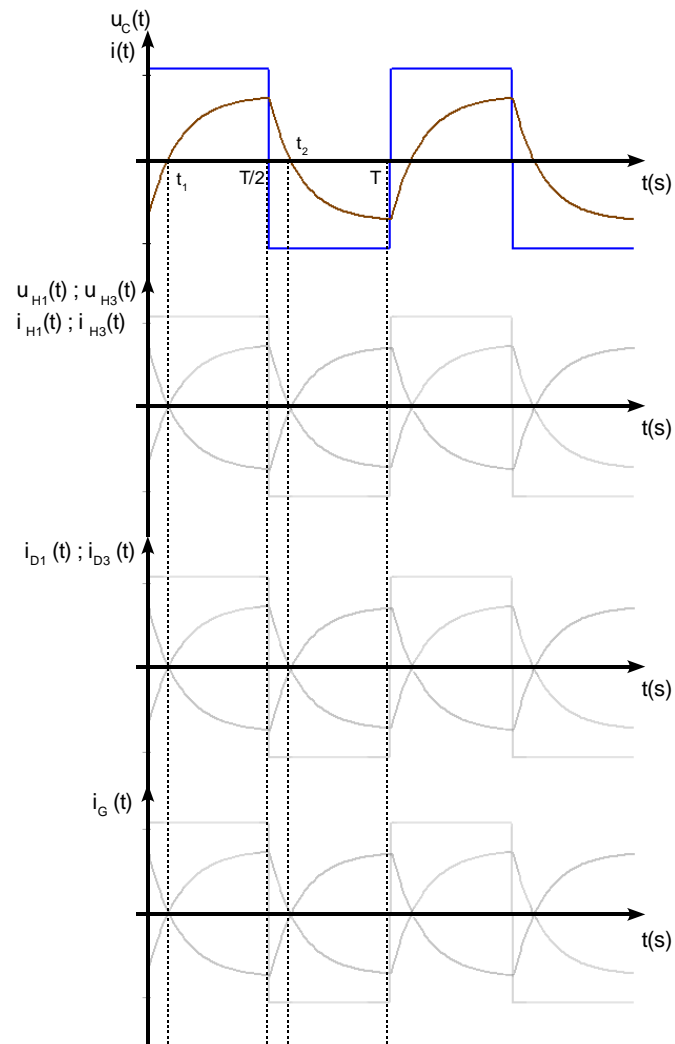 u_C(t)
i(t)
t_2
t_1
T/2
T
t(s)
u_H1(t) ; u_H3(t)
i_H1(t) ; i_H3(t)
t(s)
i_D1 (t) ; i_D3 (t)
t(s)
i_G (t)
t(s)